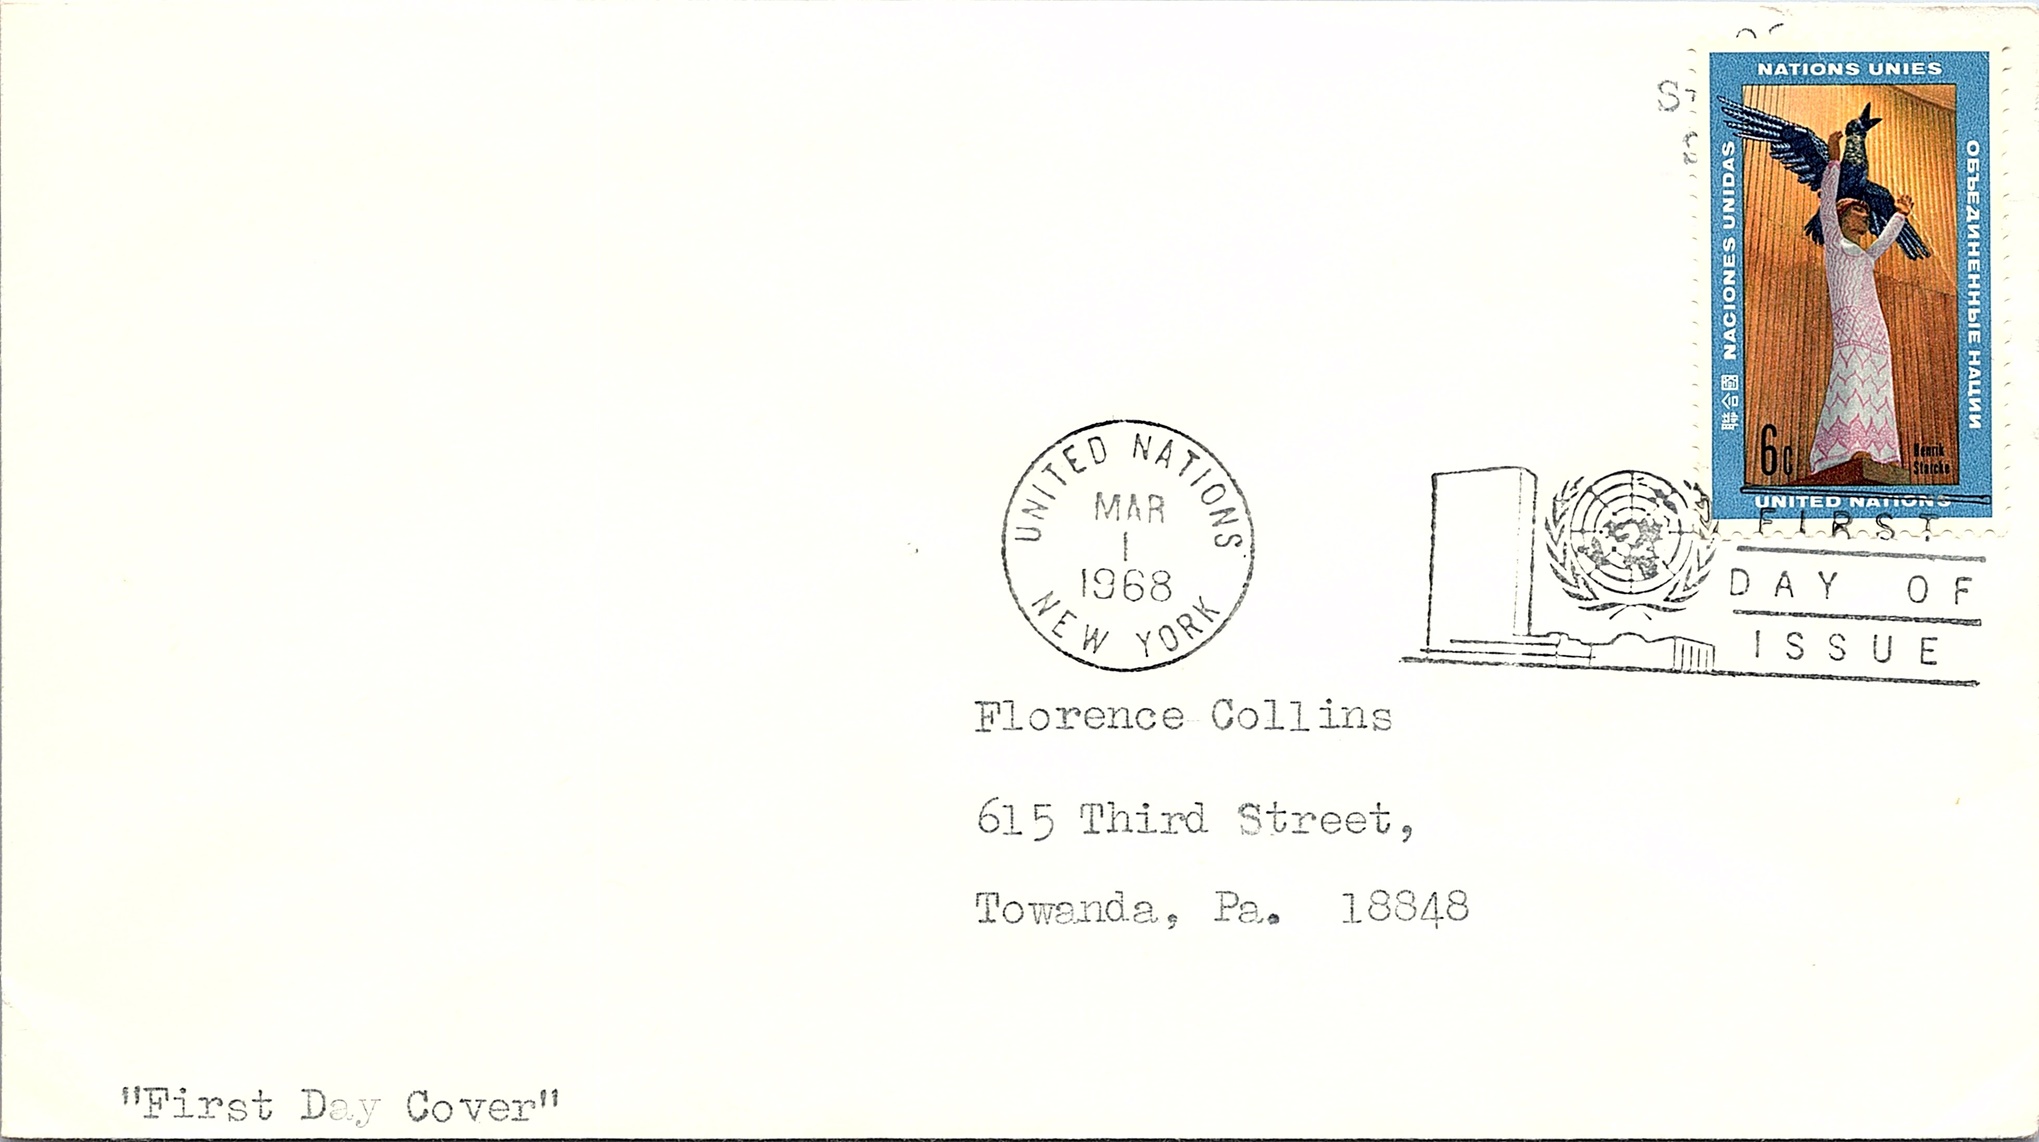 NATIONS UNIES
NACIONES UNIDAS
聯合國
ОБЪЕДИНЕННЫЕ НАЦИИ
6c
Henrik
Starcke
UNITED NATIONS
UNITED NATIONS
MAR
1
1968
NEW YORK
FIRST
DAY OF
ISSUE
Florence Collins
615 Third Street,
Towanda, Pa. 18848
"First Day Cover"